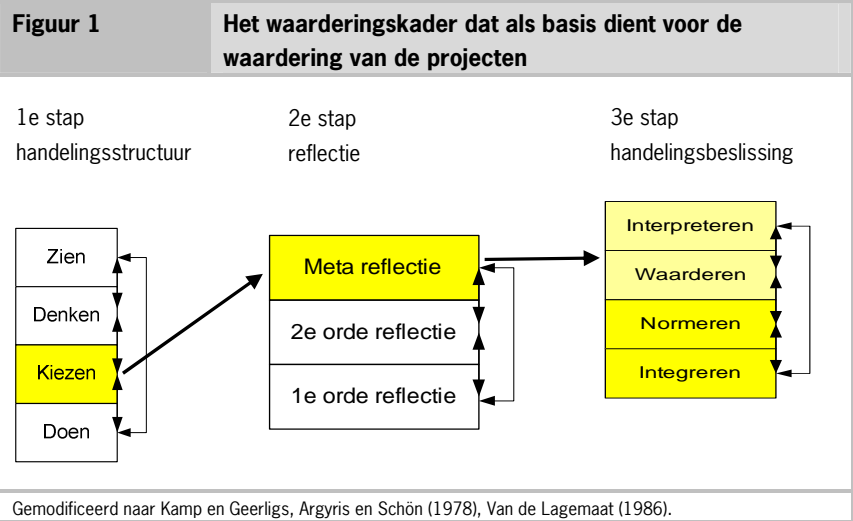 Figuur 1
Het waarderingskader dat als basis dient voor de
waardering van de projecten
1e stap
handelingsstructuur
2e stap
reflectie
3e stap
handelingsbeslissing
Zien
Denken
Kiezen
Doen
Meta reflectie
2e orde reflectie
1e orde reflectie
Interpreteren
Waarderen
Normeren
Integreren
Gemodificeerd naar Kamp en Geerligs, Argyris en Schön (1978), Van de Lagemaat (1986).